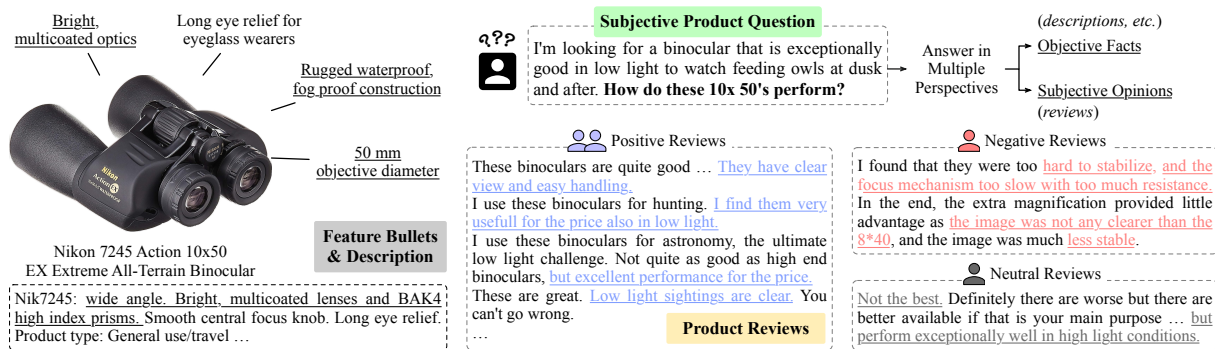 Bright,
multicoated optics
Long eye relief for
eyeglass wearers
Rugged waterproof,
fog proof construction
50 mm
objective diameter
Nikon
Action
Nikon 7245 Action 10x50
EX Extreme All-Terrain Binocular
Feature Bullets
& Description
Nik7245: wide angle. Bright, multicoated lenses and BAK4
high index prisms. Smooth central focus knob. Long eye relief.
Product type: General use/travel …
Subjective Product Question
???
I'm looking for a binocular that is exceptionally
good in low light to watch feeding owls at dusk
and after. How do these 10x 50's perform?
Answer in
Multiple
Perspectives
(descriptions, etc.)
Objective Facts
Subjective Opinions
(reviews)
Positive Reviews
These binoculars are quite good … They have clear
view and easy handling.
I use these binoculars for hunting. I find them very
usefull for the price also in low light.
I use these binoculars for astronomy, the ultimate
low light challenge. Not quite as good as high end
binoculars, but excellent performance for the price.
These are great. Low light sightings are clear. You
can't go wrong.
…
Product Reviews
Negative Reviews
I found that they were too hard to stabilize, and the
focus mechanism too slow with too much resistance.
In the end, the extra magnification provided little
advantage as the image was not any clearer than the
8*40, and the image was much less stable.
Neutral Reviews
Not the best. Definitely there are worse but there are
better available if that is your main purpose … but
perform exceptionally well in high light conditions.